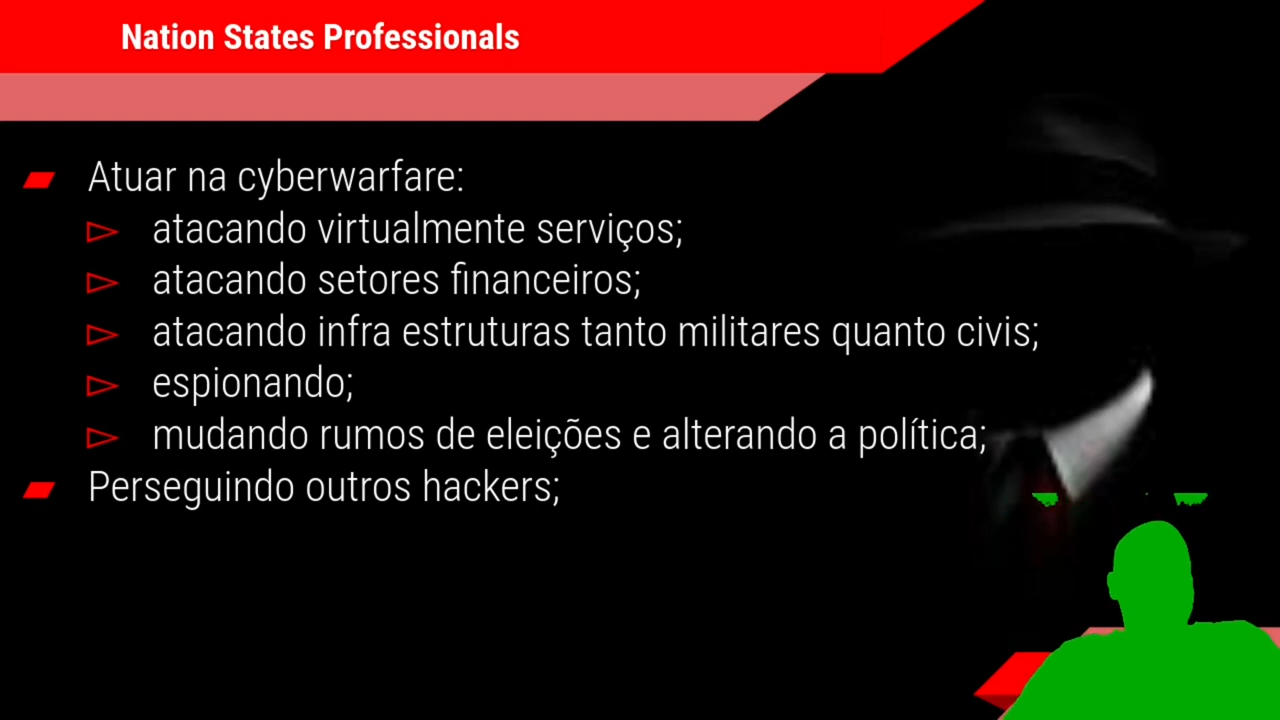 Nation States Professionals
Atuar na cyberwarfare:
atacando virtualmente serviços;
atacando setores financeiros;
atacando infra estruturas tanto militares quanto civis;
espionando;
mudando rumos de eleições e alterando a política;
Perseguindo outros hackers;